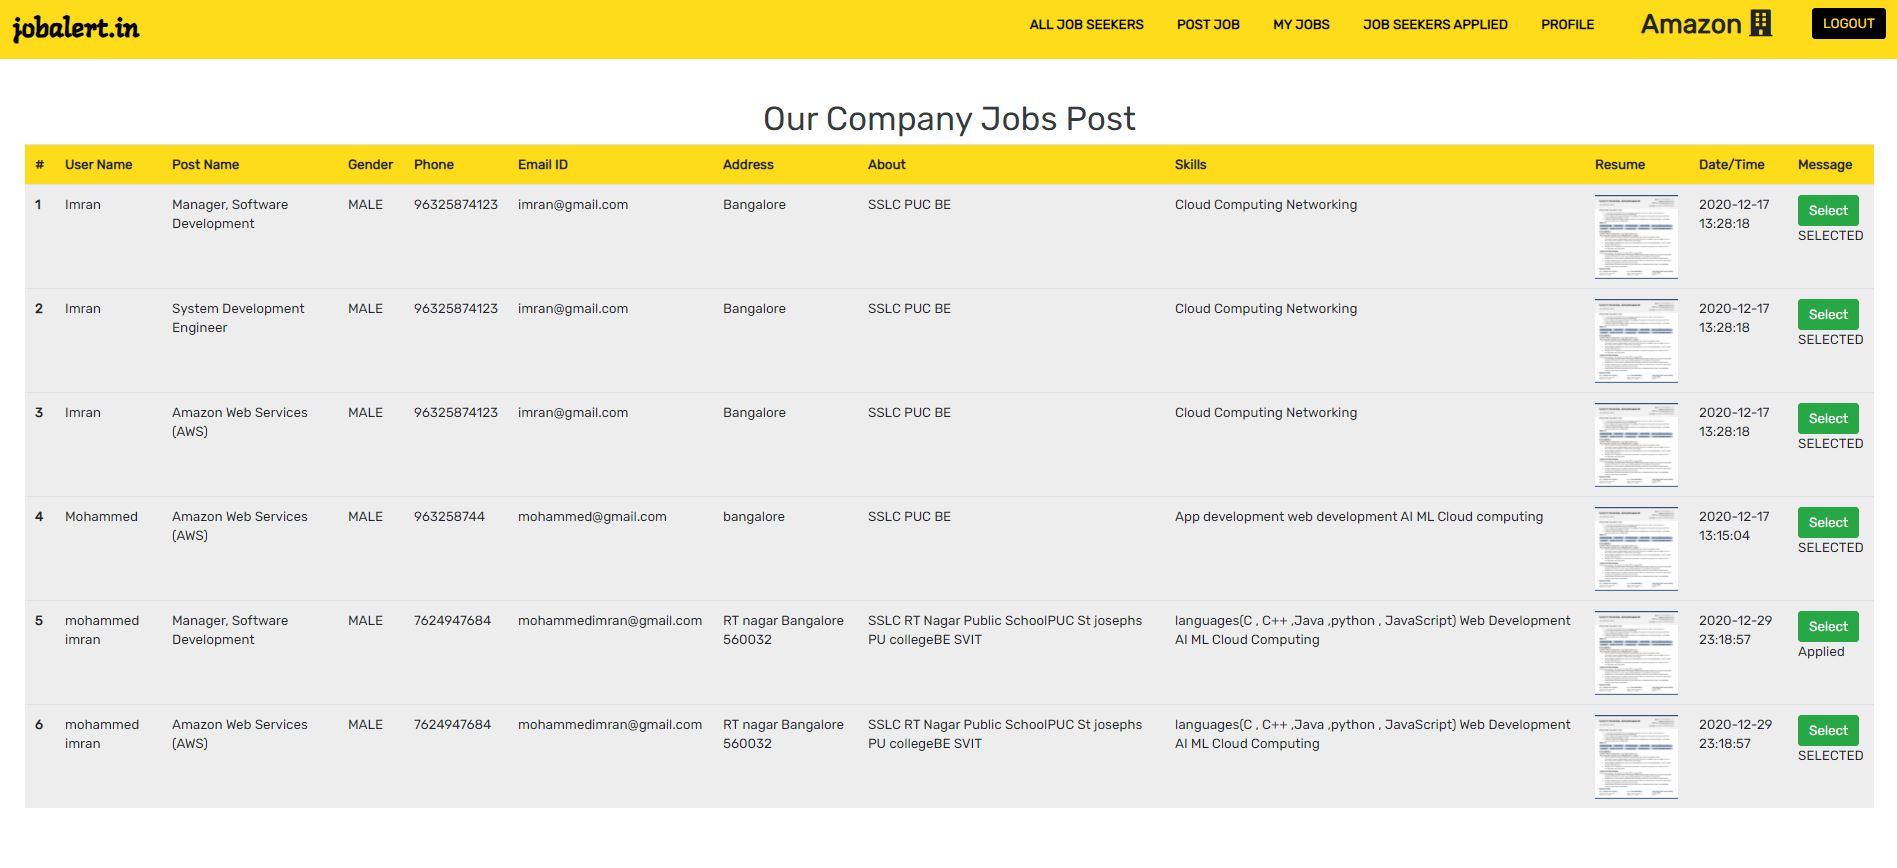 jobalert.in
ALL JOB SEEKERS POST JOB MY JOBS JOB SEEKERS APPLIED PROFILE Amazon LOGOUT
Our Company Jobs Post
# User Name Post Name Gender Phone Email ID Address About Skills Resume Date/Time Message
1 Imran Manager, Software MALE 96325874123 imran@gmail.com Bangalore SSLC PUC BE Cloud Computing Networking 2020-12-17 Select
Development 13:28:18 SELECTED
2 Imran System Development MALE 96325874123 imran@gmail.com Bangalore SSLC PUC BE Cloud Computing Networking 2020-12-17 Select
Engineer 13:28:18 SELECTED
3 Imran Amazon Web Services MALE 96325874123 imran@gmail.com Bangalore SSLC PUC BE Cloud Computing Networking 2020-12-17 Select
(AWS) 13:28:18 SELECTED
4 Mohammed Amazon Web Services MALE 963258744 mohammed@gmail.com bangalore SSLC PUC BE App development web development AI ML Cloud computing 2020-12-17 Select
(AWS) 13:15:04 SELECTED
5 mohammed Manager, Software MALE 7624947684 mohammedimran@gmail.com RT nagar Bangalore SSLC RT Nagar Public SchoolPUC St josephs languages(C , C++ ,Java ,python , JavaScript) Web Development 2020-12-29 Select
imran Development 560032 PU collegeBE SVIT AI ML Cloud Computing 23:18:57 Applied
6 mohammed Amazon Web Services MALE 7624947684 mohammedimran@gmail.com RT nagar Bangalore SSLC RT Nagar Public SchoolPUC St josephs languages(C , C++ ,Java ,python , JavaScript) Web Development 2020-12-29 Select
imran (AWS) 560032 PU collegeBE SVIT AI ML Cloud Computing 23:18:57 SELECTED